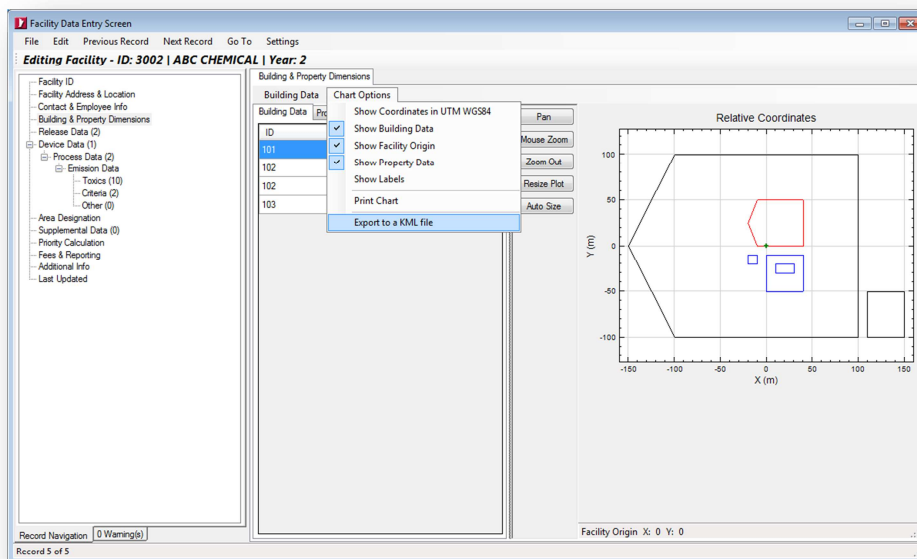 Facility Data Entry Screen
File Edit Previous Record Next Record Go To Settings
Editing Facility - ID: 3002 | ABC CHEMICAL | Year: 2
Facility ID
Facility Address & Location
Contact & Employee Info
Building & Property Dimensions
Release Data (2)
Device Data (1)
Process Data (2)
Emission Data
Toxics (10)
Criteria (2)
Other (0)
Area Designation
Supplemental Data (0)
Priority Calculation
Fees & Reporting
Additional Info
Last Updated
Record Navigation 0 Warning(s)
Record 5 of 5
Building & Property Dimensions
Building Data Chart Options
Building Data Pro
ID
101
102
102
103
Show Coordinates in UTM WGS84
Show Building Data
Show Facility Origin
Show Property Data
Show Labels
Print Chart
Export to a KML file
Pan
Mouse Zoom
Zoom Out
Resize Plot
Auto Size
Relative Coordinates
Y (m)
100
50
0
-50
-100
-150 -100 -50 0 50 100 150
X (m)
Facility Origin X: 0 Y: 0